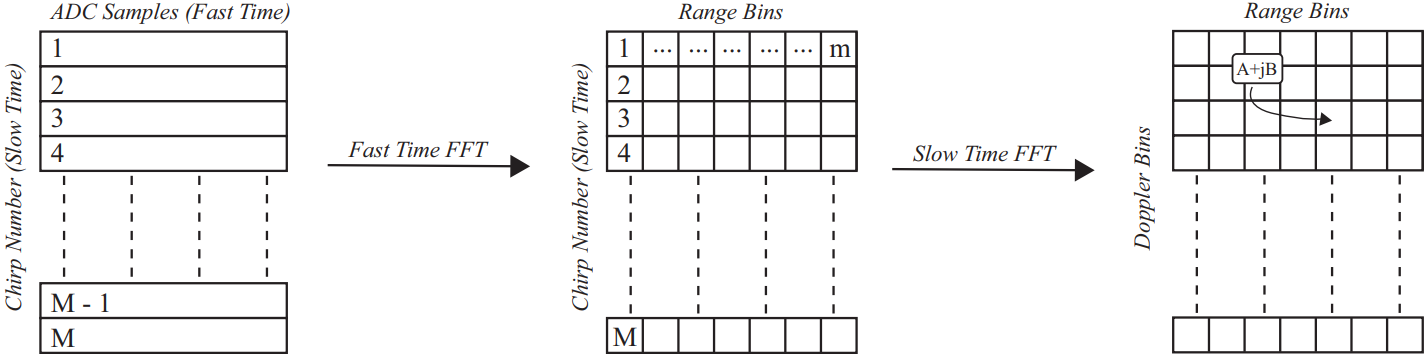 ADC Samples (Fast Time)
Chirp Number (Slow Time)
1
2
3
4
M - 1
M
Fast Time FFT
Range Bins
Chirp Number (Slow Time)
1 ... ... ... ... ... m
2
3
4
M
Slow Time FFT
Range Bins
Doppler Bins
A+jB